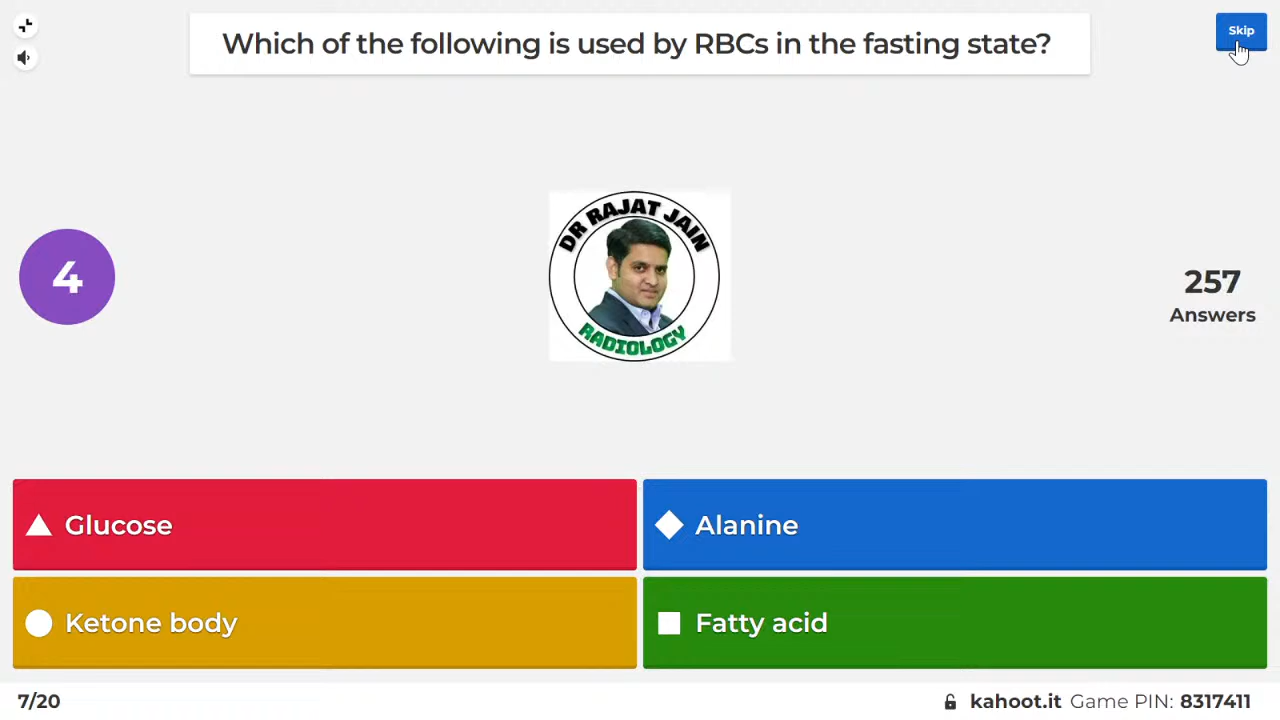 Which of the following is used by RBCs in the fasting state?
Skip
DR RAJAT JAIN
RADIOLOGY
4
257
Answers
Glucose
Alanine
Ketone body
Fatty acid
7/20
kahoot.it Game PIN: 8317411